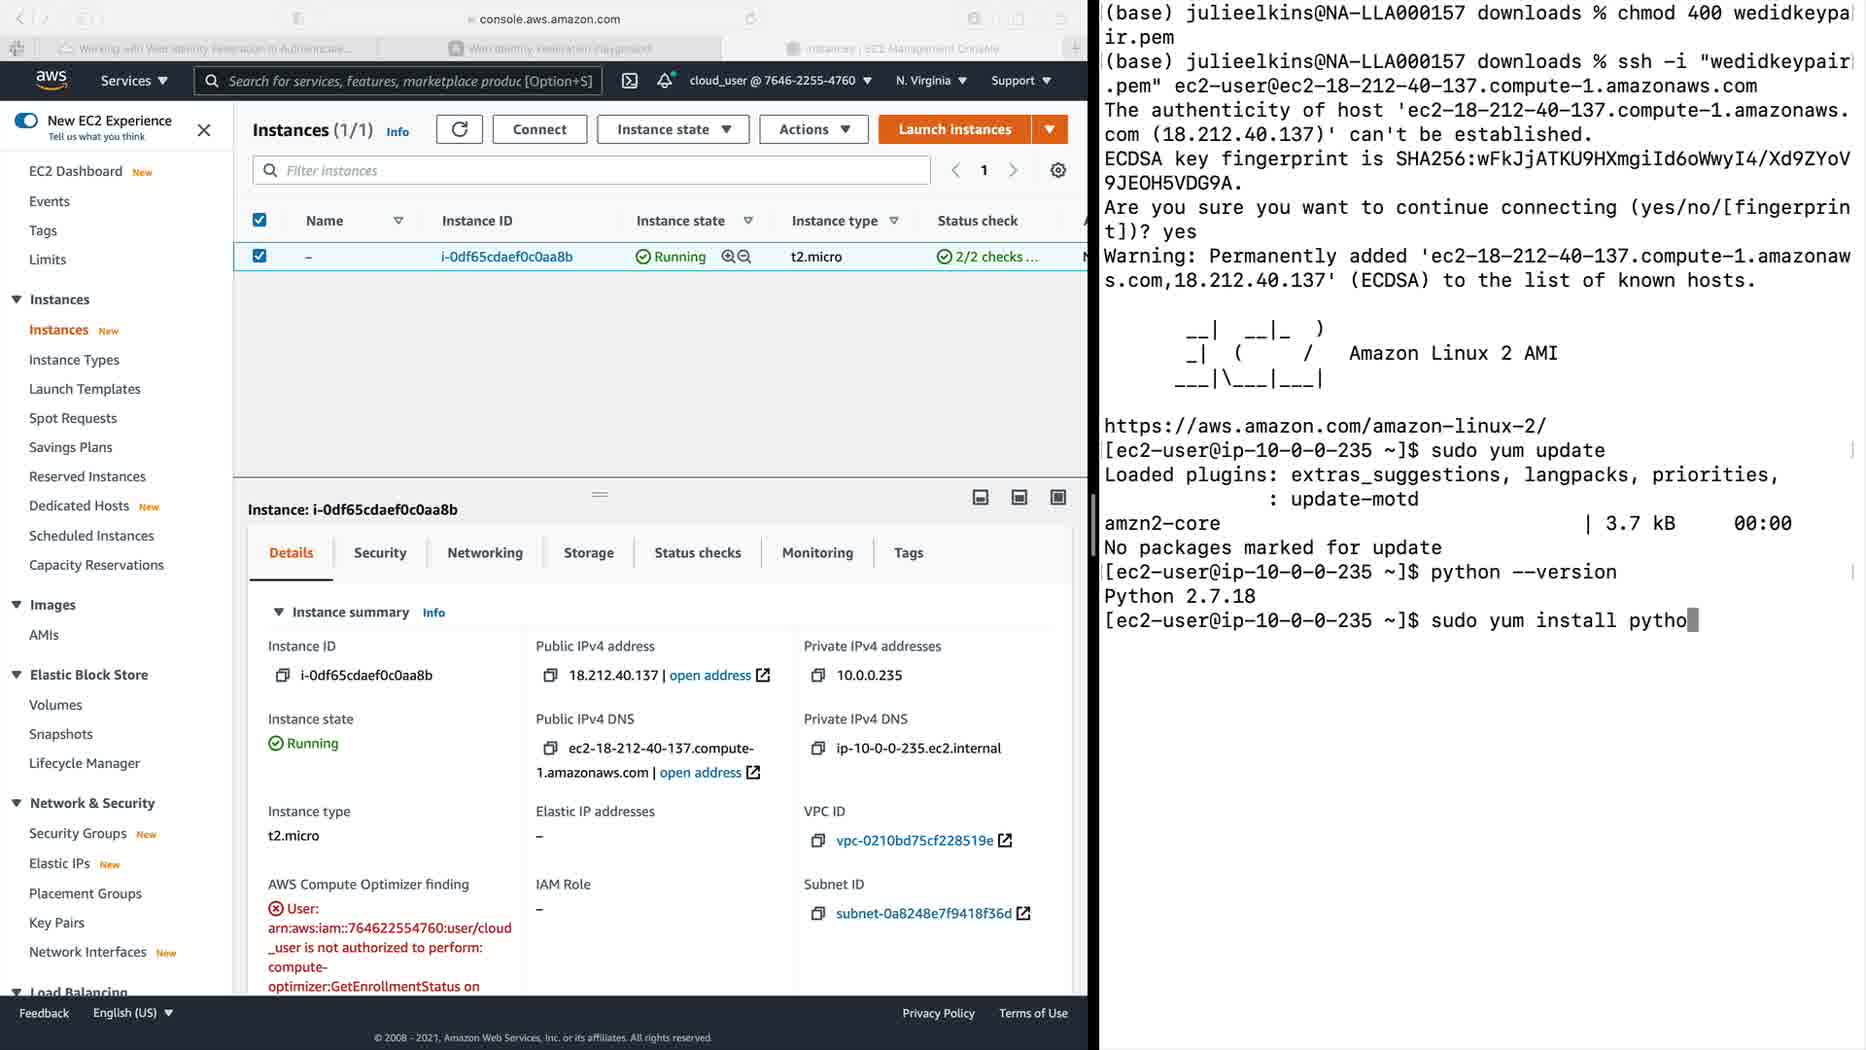 console.aws.amazon.com
Working with Web Identity Federation to Authenticate...
Web Identity Federation Playground
Instances | EC2 Management Console
aws
Services
Search for services, features, marketplace produc [Option+S]
cloud_user @ 7646-2255-4760
N. Virginia
Support
New EC2 Experience
Tell us what you think
EC2 Dashboard New
Events
Tags
Limits
Instances
Instances New
Instance Types
Launch Templates
Spot Requests
Savings Plans
Reserved Instances
Dedicated Hosts New
Scheduled Instances
Capacity Reservations
Images
AMIs
Elastic Block Store
Volumes
Snapshots
Lifecycle Manager
Network & Security
Security Groups New
Elastic IPs New
Placement Groups
Key Pairs
Network Interfaces New
Load Balancing
Instances (1/1) Info
Connect
Instance state
Actions
Launch instances
Filter instances
1
Name
Instance ID
Instance state
Instance type
Status check
–
i-0df65cdaef0c0aa8b
Running
t2.micro
2/2 checks ...
Instance: i-0df65cdaef0c0aa8b
Details
Security
Networking
Storage
Status checks
Monitoring
Tags
Instance summary Info
Instance ID
i-0df65cdaef0c0aa8b
Public IPv4 address
18.212.40.137 | open address
Private IPv4 addresses
10.0.0.235
Instance state
Running
Public IPv4 DNS
ec2-18-212-40-137.compute-
1.amazonaws.com | open address
Private IPv4 DNS
ip-10-0-0-235.ec2.internal
Instance type
t2.micro
Elastic IP addresses
–
VPC ID
vpc-0210bd75cf228519e
AWS Compute Optimizer finding
User:
arn:aws:iam::764622554760:user/cloud
_user is not authorized to perform:
compute-
optimizer:GetEnrollmentStatus on
IAM Role
–
Subnet ID
subnet-0a8248e7f9418f36d
Feedback
English (US)
Privacy Policy
Terms of Use
© 2008 - 2021, Amazon Web Services, Inc. or its affiliates. All rights reserved.
(base) julieelkins@NA-LLA000157 downloads % chmod 400 wedidkeypa
ir.pem
(base) julieelkins@NA-LLA000157 downloads % ssh -i "wedidkeypair
.pem" ec2-user@ec2-18-212-40-137.compute-1.amazonaws.com
The authenticity of host 'ec2-18-212-40-137.compute-1.amazonaws.
com (18.212.40.137)' can't be established.
ECDSA key fingerprint is SHA256:wFkJjATKU9HXmgiId6oWwyI4/Xd9ZYoV
9JEOH5VDG9A.
Are you sure you want to continue connecting (yes/no/[fingerprin
t])? yes
Warning: Permanently added 'ec2-18-212-40-137.compute-1.amazonaw
s.com,18.212.40.137' (ECDSA) to the list of known hosts.
__|  __|_  )
_|  (     /   Amazon Linux 2 AMI
___|\___|___|
https://aws.amazon.com/amazon-linux-2/
[ec2-user@ip-10-0-0-235 ~]$ sudo yum update
Loaded plugins: extras_suggestions, langpacks, priorities,
: update-motd
amzn2-core | 3.7 kB 00:00
No packages marked for update
[ec2-user@ip-10-0-0-235 ~]$ python --version
Python 2.7.18
[ec2-user@ip-10-0-0-235 ~]$ sudo yum install pytho